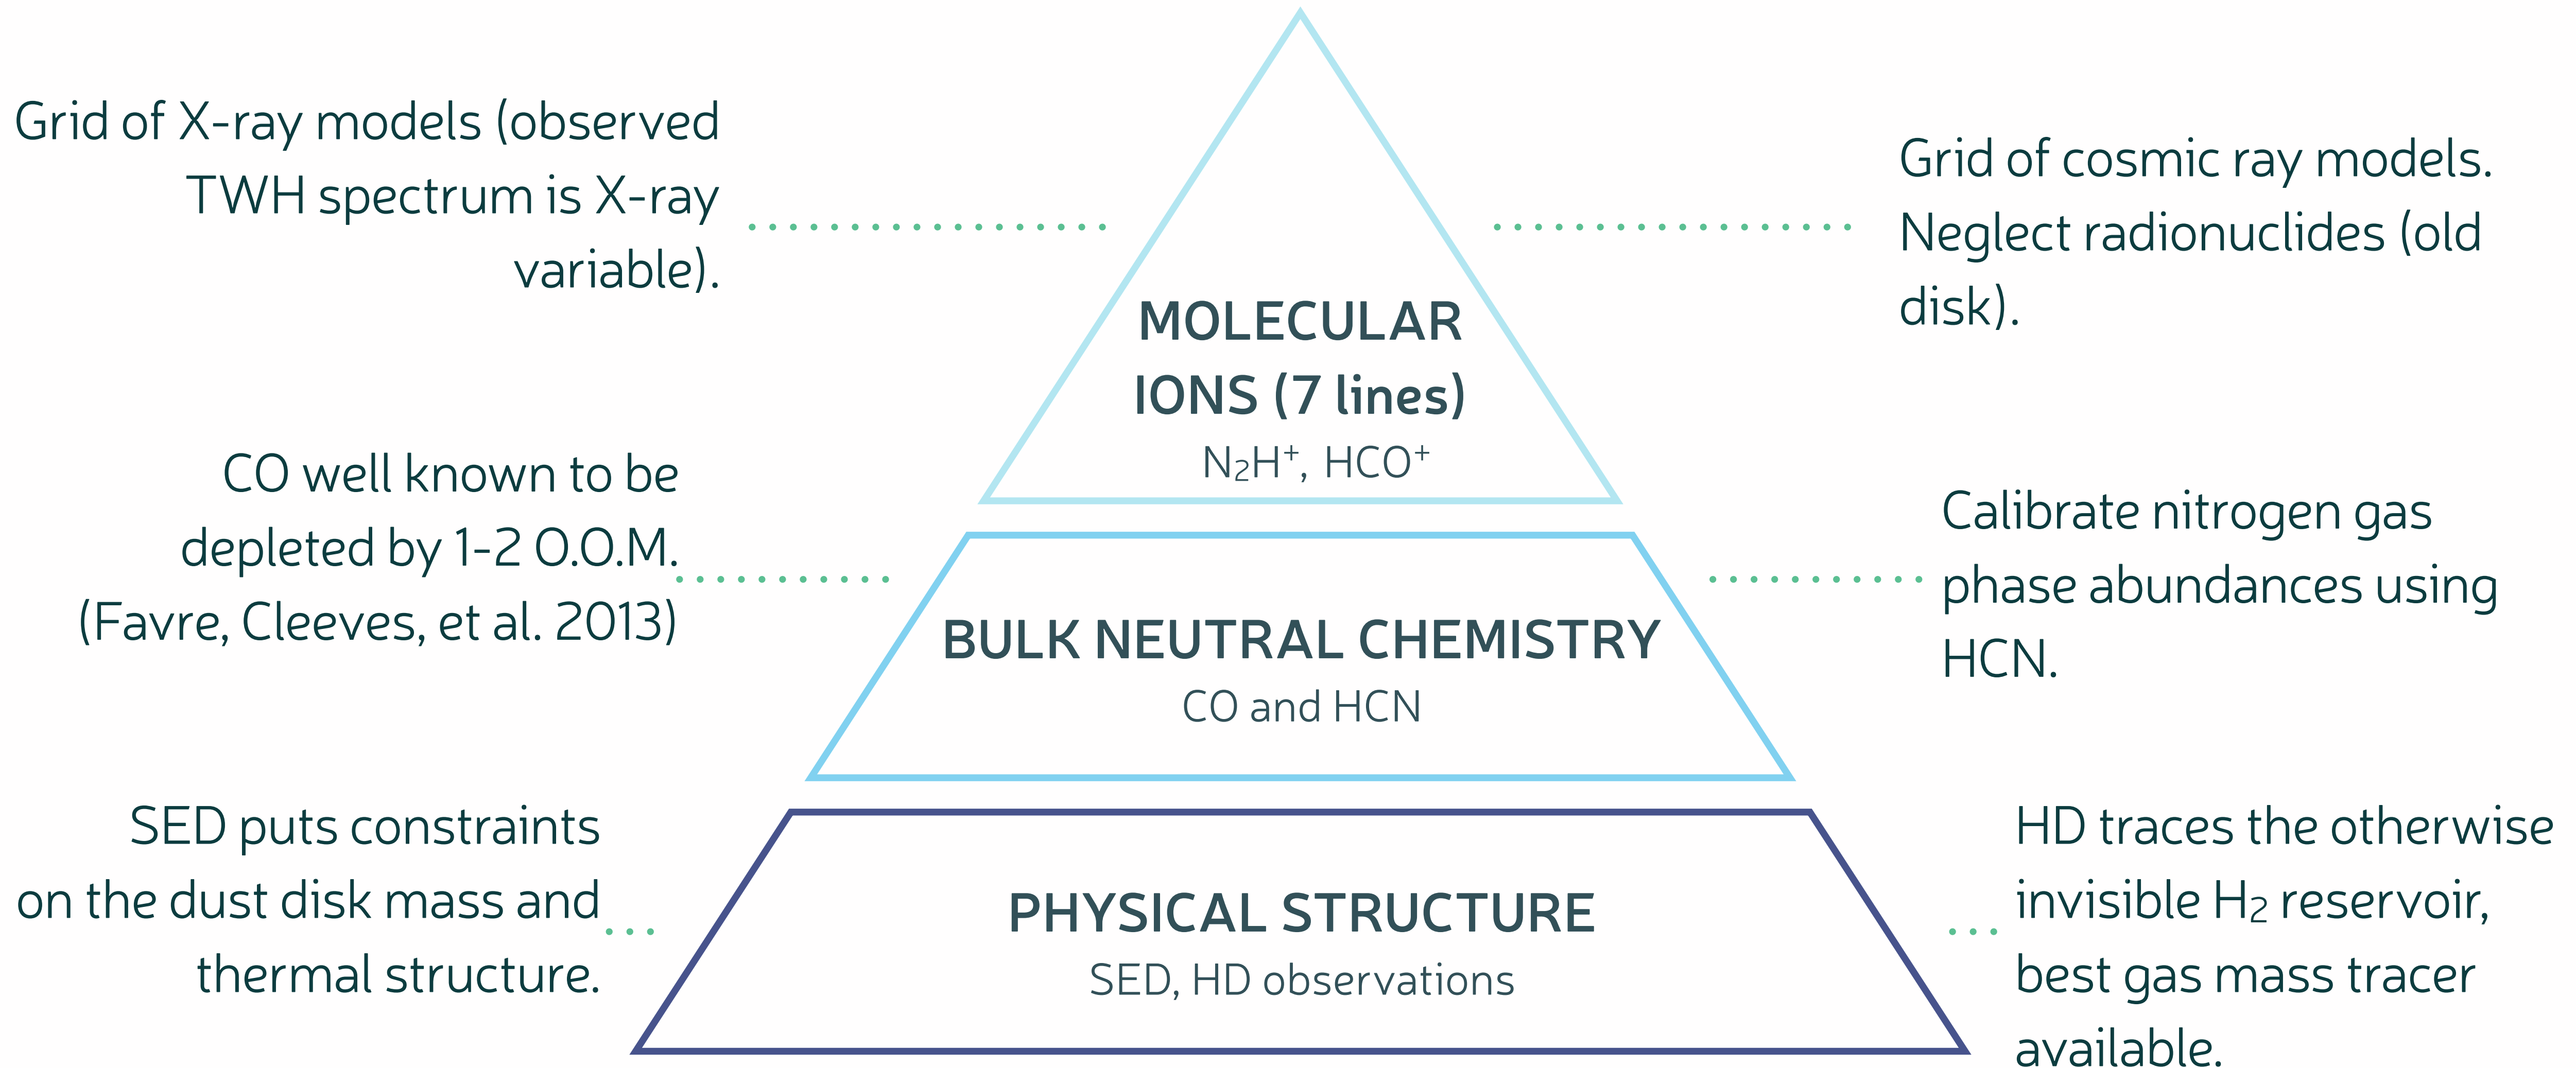 Grid of X-ray models (observed
TWH spectrum is X-ray
variable).
Grid of cosmic ray models.
Neglect radionuclides (old
disk).
MOLECULAR
IONS (7 lines)
N₂H⁺, HCO⁺
CO well known to be
depleted by 1-2 O.O.M.
(Favre, Cleeves, et al. 2013)
Calibrate nitrogen gas
phase abundances using
HCN.
BULK NEUTRAL CHEMISTRY
CO and HCN
SED puts constraints
on the dust disk mass and
thermal structure.
HD traces the otherwise
invisible H₂ reservoir,
best gas mass tracer
available.
PHYSICAL STRUCTURE
SED, HD observations